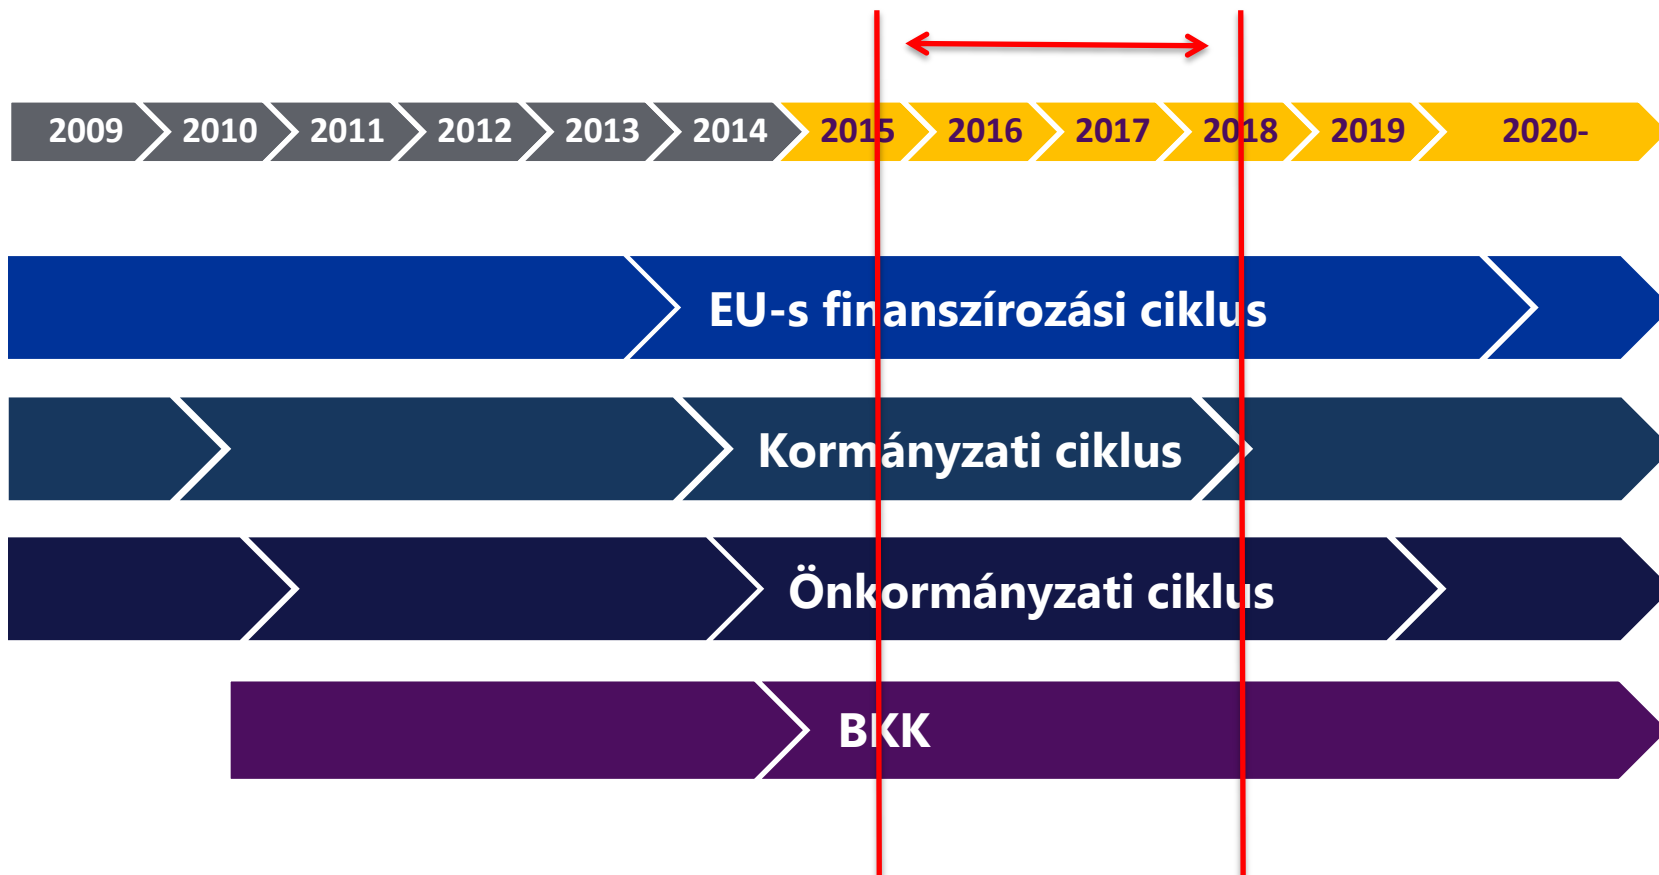 2009 2010 2011 2012 2013 2014 2015 2016 2017 2018 2019 2020-
EU-s finanszírozási ciklus
Kormányzati ciklus
Önkormányzati ciklus
BKK